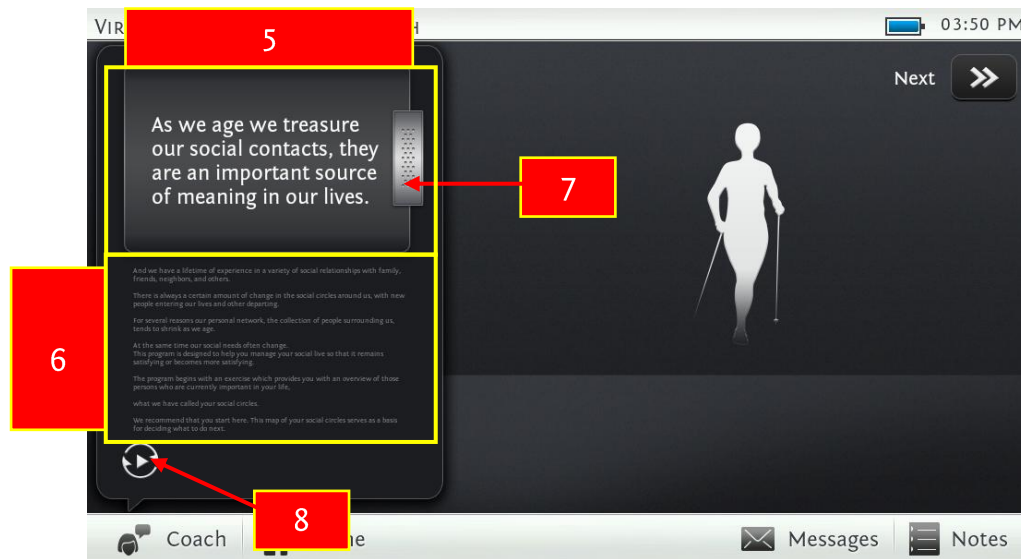 03:50 PM
5
Next
As we age we treasure
our social contacts, they
are an important source
of meaning in our lives.
7
And we have a lifetime of experience in a variety of social relationships with family,
friends, neighbors, and others.
There is always a certain amount of change in the social circles around us, with new
people entering our lives and other departing.
For several reasons our personal network, the collection of people surrounding us,
tends to shrink as we age.
At the same time our social needs often change.
This program is designed to help you manage your social live so that it remains
satisfying or becomes more satisfying.
6
The program begins with an exercise which provides you with an overview of those
persons who are currently important in your life,
what we have called your social circles.
We recommend that you start here. This map of your social circles serves as a basis
for deciding what to do next.
8
Coach
Messages
Notes